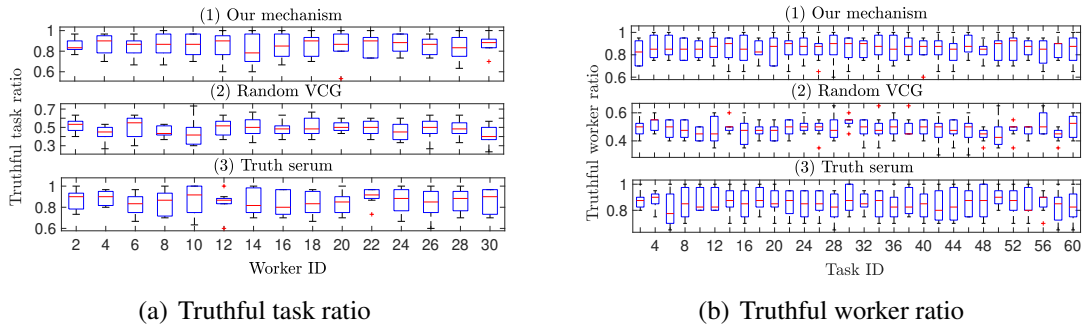 (1) Our mechanism
1
0.8
0.6
(2) Random VCG
0.7
0.5
0.3
(3) Truth serum
1
0.8
0.6
2 4 6 8 10 12 14 16 18 20 22 24 26 28 30
Worker ID
Truthful task ratio
(a) Truthful task ratio
(1) Our mechanism
1
0.8
0.6
(2) Random VCG
0.6
0.4
(3) Truth serum
1
0.8
4 8 12 16 20 24 28 32 36 40 44 48 52 56 60
Task ID
Truthful worker ratio
(b) Truthful worker ratio